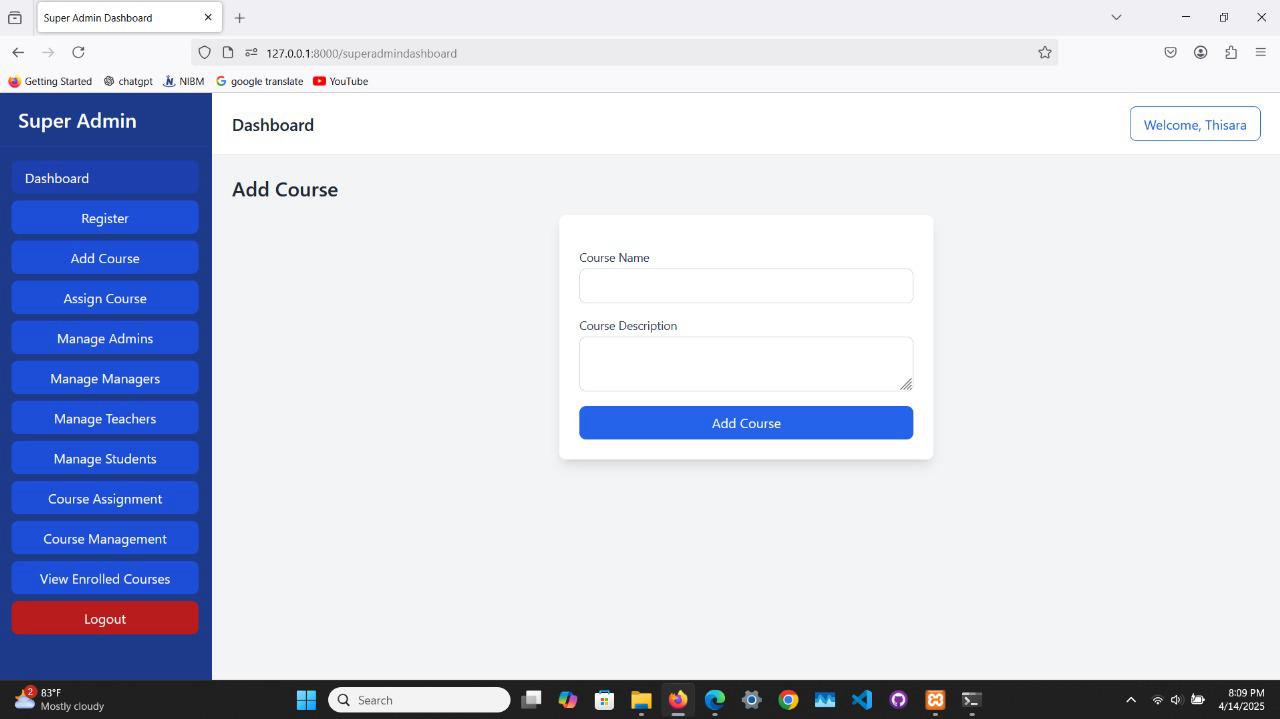 Super Admin Dashboard
127.0.0.1:8000/superadmindashboard
Getting Started chatgpt NIBM google translate YouTube
Super Admin
Dashboard
Register
Add Course
Assign Course
Manage Admins
Manage Managers
Manage Teachers
Manage Students
Course Assignment
Course Management
View Enrolled Courses
Logout
Dashboard
Welcome, Thisara
Add Course
Course Name
Course Description
Add Course
2
83°F
Mostly cloudy
Search
8:09 PM
4/14/2025